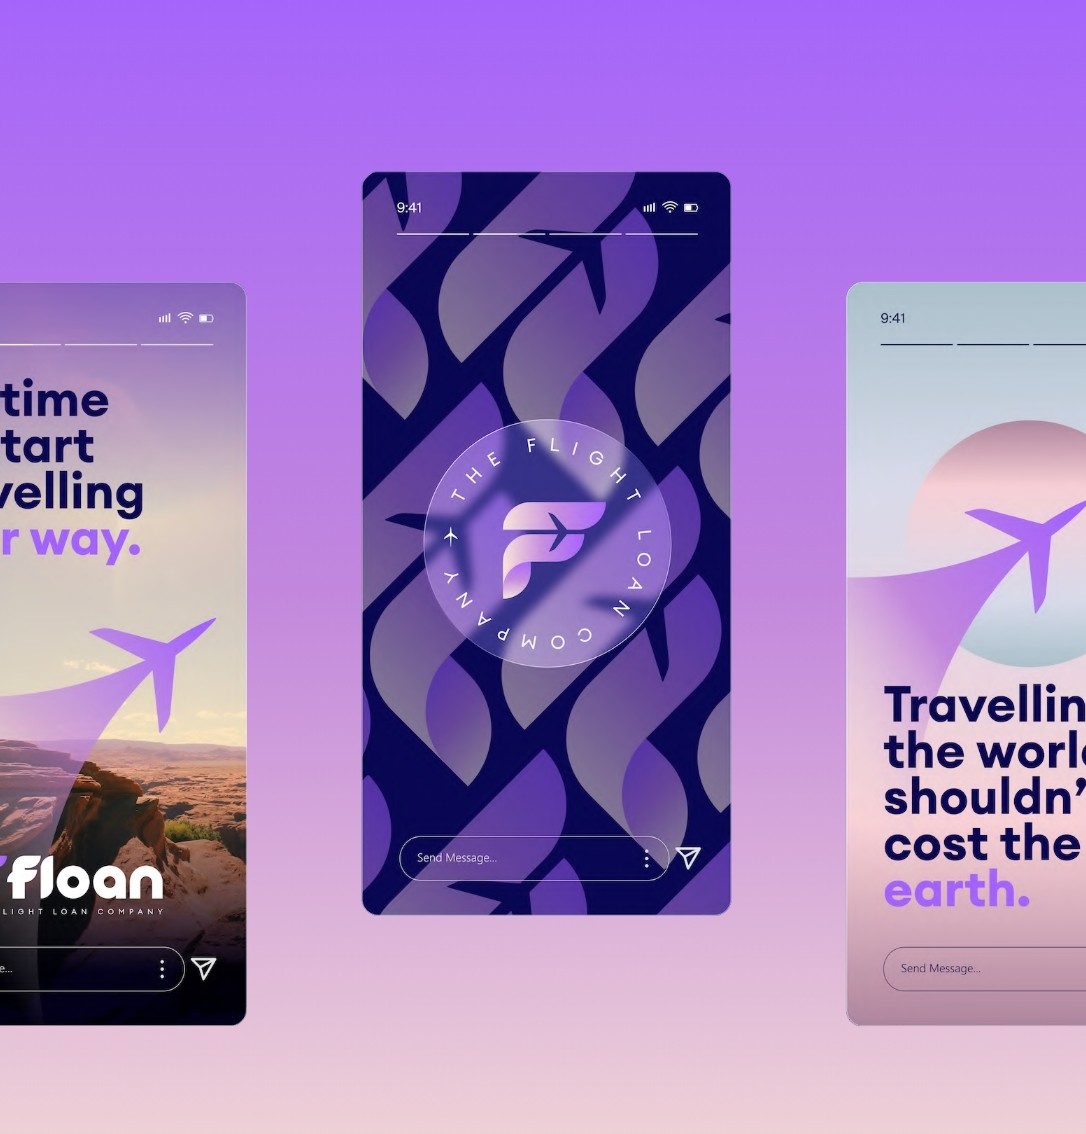 time
tart
velling
r way.
floan
LIGHT LOAN COMPANY
e...
9:41
THE FLIGHT LOAN COMPANY
F
Send Message...
9:41
Travellin
the worl
shouldn’
cost the
earth.
Send Message...